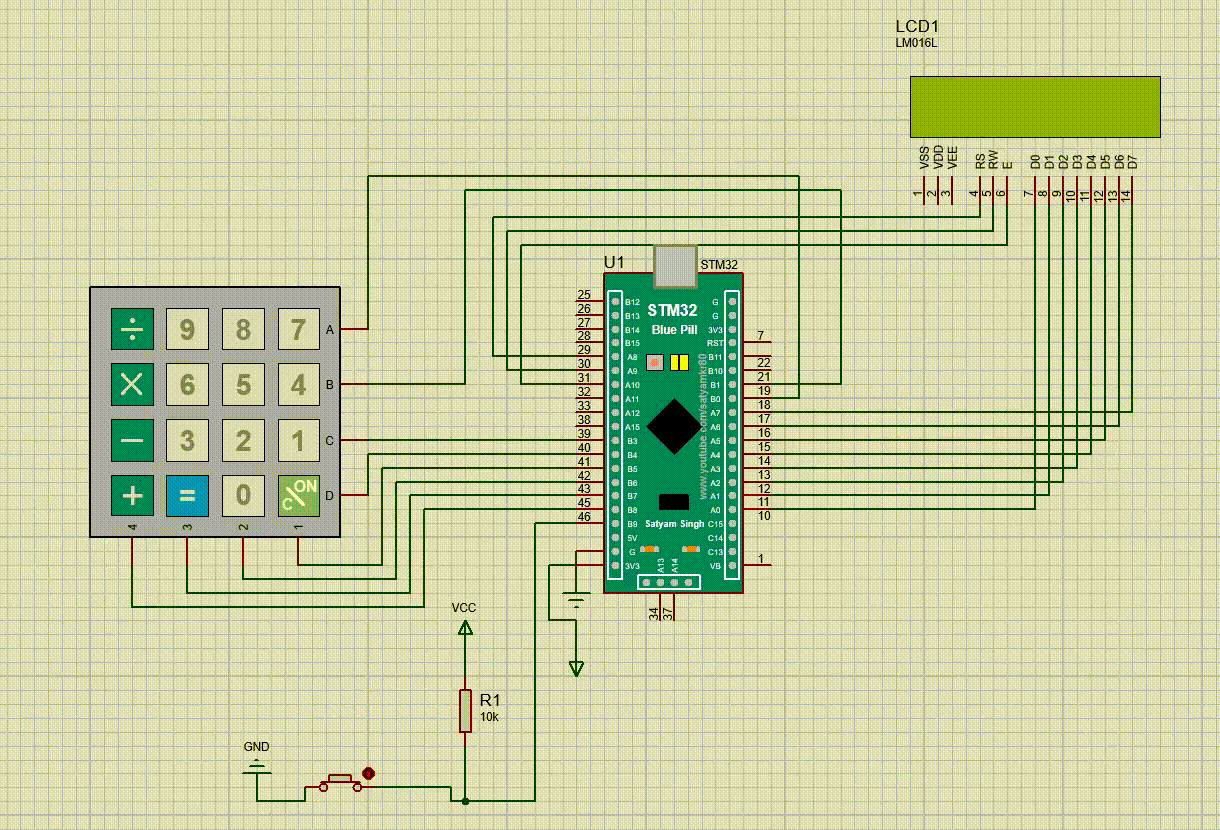 LCD1
LM016L
VSS VDD VEE RS RW E D0 D1 D2 D3 D4 D5 D6 D7
1 2 3 4 5 6 7 8 9 10 11 12 13 14
U1
STM32
STM32
Blue Pill
www.youtube.com/satyamkr80
Satyam Singh
25 B12 G
26 B13 G
27 B14 3V3
28 B15 RST 7
29 A8 B11
30 A9 B10 22
31 A10 B1 21
32 A11 B0 19
33 A12 A7 18
38 A15 A6 17
39 B3 A5 16
40 B4 A4 15
41 B5 A3 14
42 B6 A2 13
43 B7 A1 12
45 B8 A0 11
46 B9 C15 10
5V C14
G C13
3V3 VB 1
A13 A14
34 37
÷ 9 8 7 A
× 6 5 4 B
− 3 2 1 C
+ = 0 ON/C D
4 3 2 1
VCC
R1
10k
GND